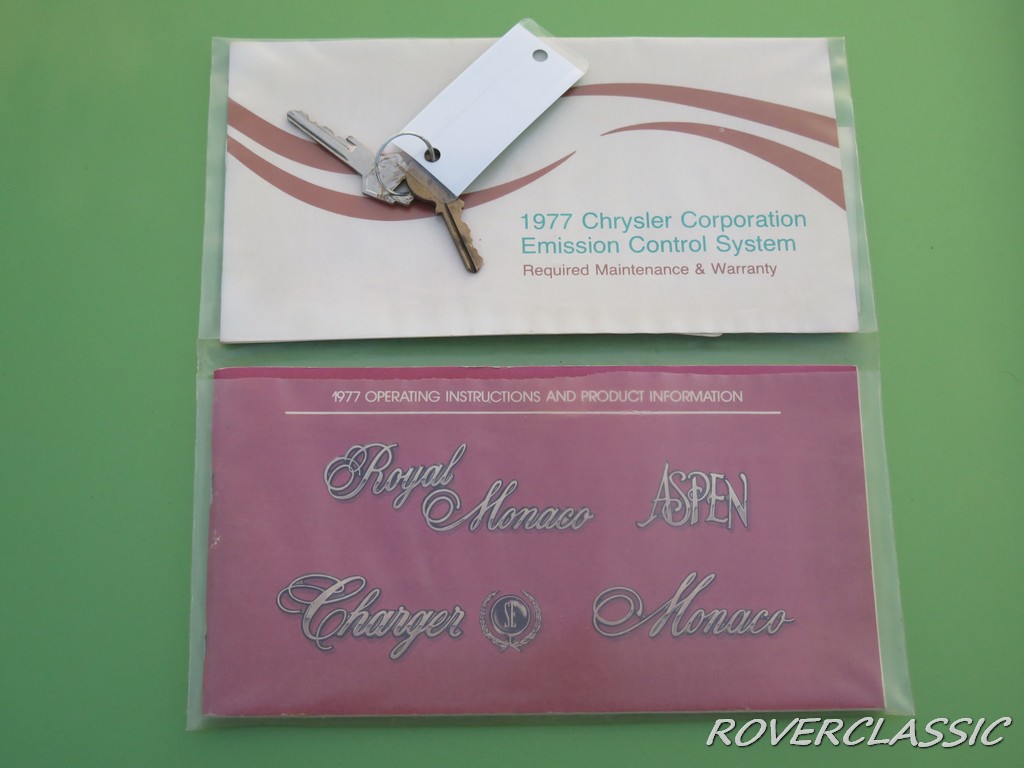 1977 Chrysler Corporation
Emission Control System
Required Maintenance & Warranty
1977 OPERATING INSTRUCTIONS AND PRODUCT INFORMATION
Royal Monaco
ASPEN
Charger SE
Monaco
ROVERCLASSIC